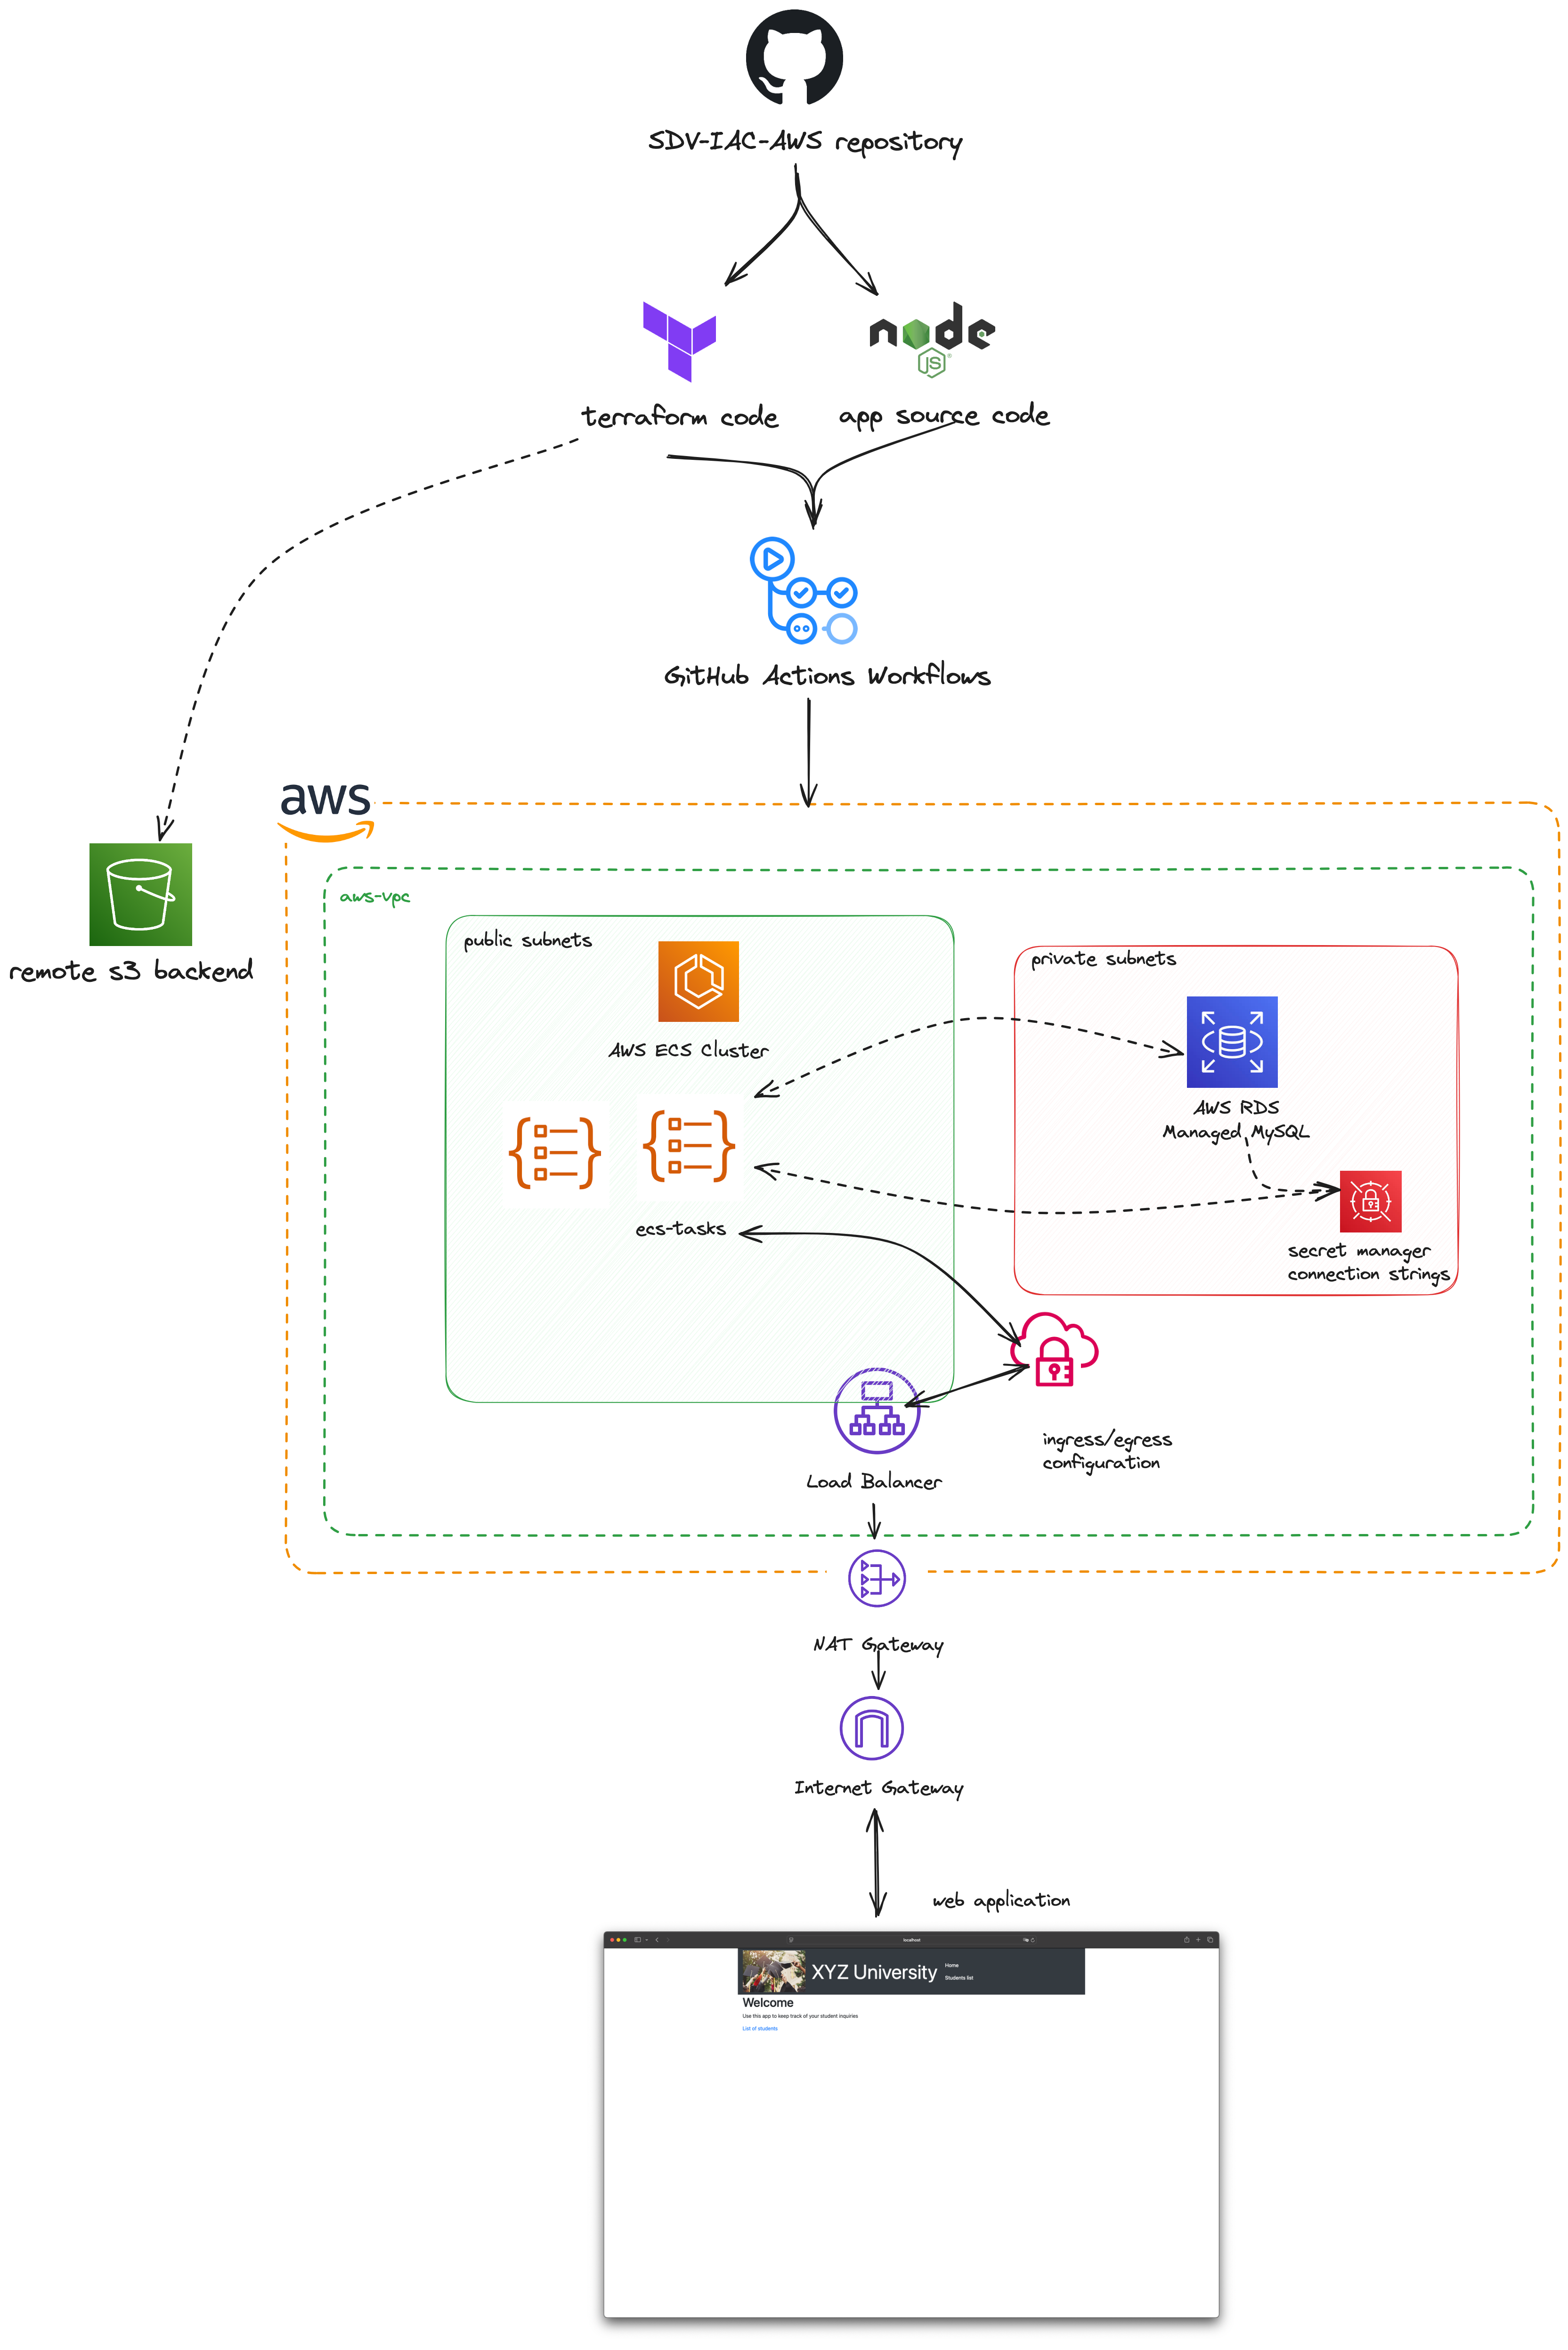 SDV-IAC-AWS repository
node
JS
terraform code
app source code
GitHub Actions Workflows
aws
aws-vpc
remote s3 backend
public subnets
private subnets
AWS ECS Cluster
AWS RDS
Managed MySQL
ecs-tasks
secret manager
connection strings
ingress/egress
configuration
Load Balancer
NAT Gateway
Internet Gateway
web application
localhost
XYZ University
Home
Students list
Welcome
Use this app to keep track of your student inquiries
List of students